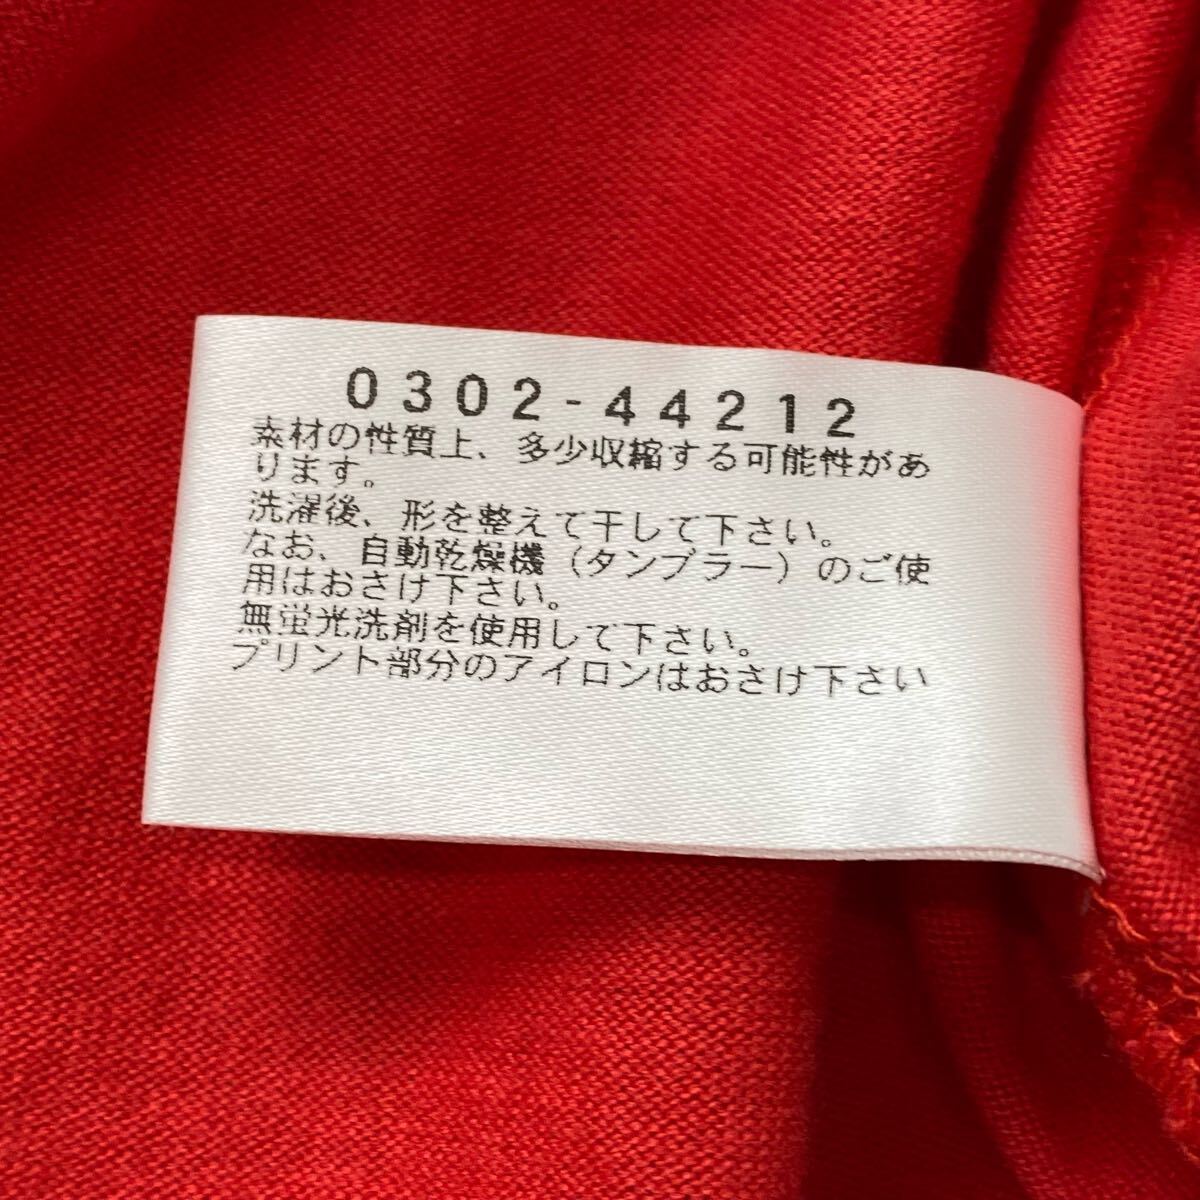 0302-44212
素材の性質上、多少収縮する可能性があ
ります。
洗濯後、形を整えて干して下さい。
なお、自動乾燥機（タンブラー）のご使
用はおさけ下さい。
無蛍光洗剤を使用して下さい。
プリント部分のアイロンはおさけ下さい